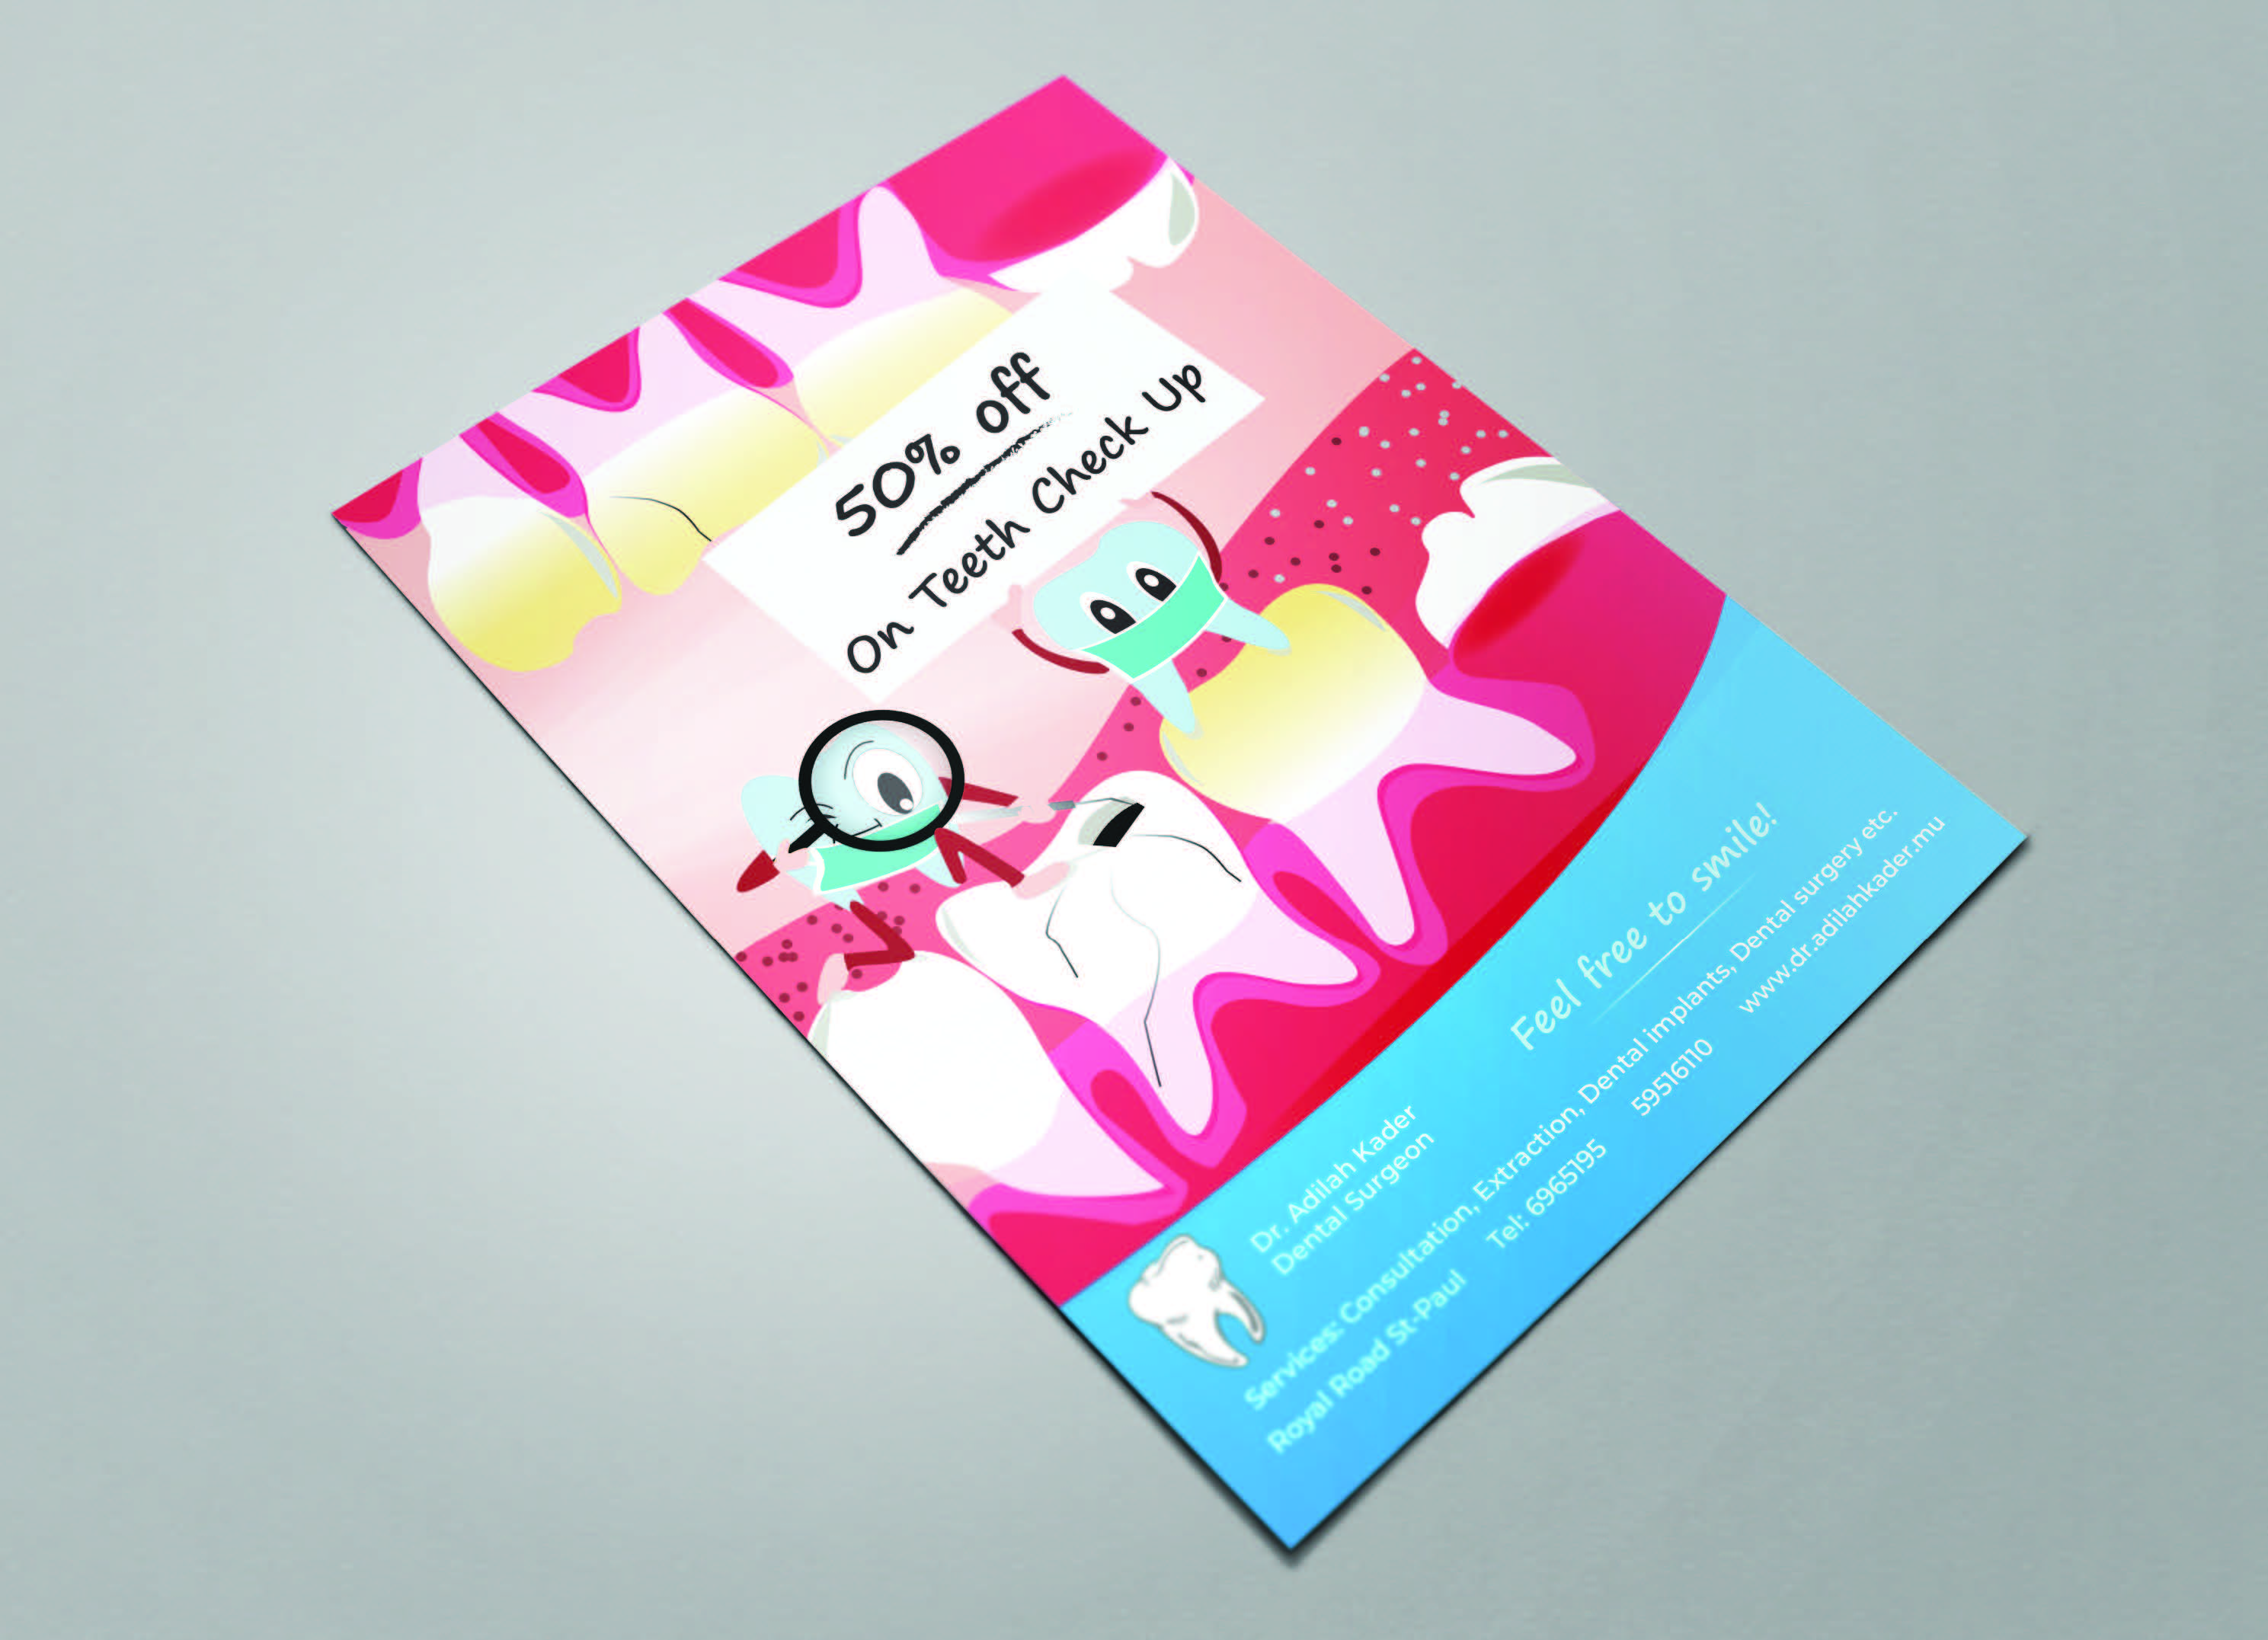 50% off
On Teeth Check Up
Feel free to smile!
Dr. Adilah Kader
Dental Surgeon
Services: Consultation, Extraction, Dental implants, Dental surgery etc.
Royal Road St-Paul Tel: 6965195 59516110 www.dr.adilahkader.mu